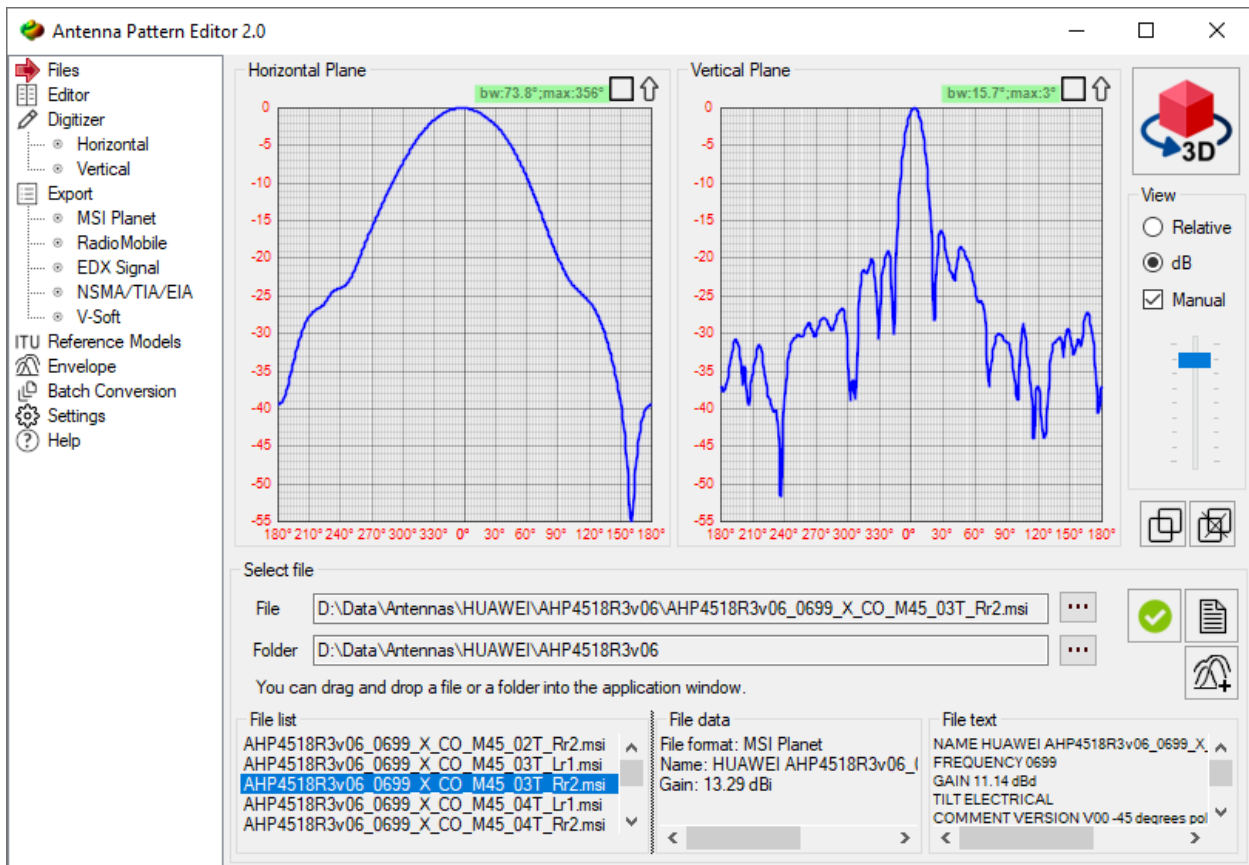 Antenna Pattern Editor 2.0
Files
Editor
Digitizer
Horizontal
Vertical
Export
MSI Planet
RadioMobile
EDX Signal
NSMA/TIA/EIA
V-Soft
ITU Reference Models
Envelope
Batch Conversion
Settings
? Help
Horizontal Plane
bw:73.8°;max:356°
0
-5
-10
-15
-20
-25
-30
-35
-40
-45
-50
-55
180° 210° 240° 270° 300° 330° 0° 30° 60° 90° 120° 150° 180°
Vertical Plane
bw:15.7°;max:3°
0
-5
-10
-15
-20
-25
-30
-35
-40
-45
-50
-55
180° 210° 240° 270° 300° 330° 0° 30° 60° 90° 120° 150° 180°
3D
View
Relative
dB
Manual
Select file
File D:\Data\Antennas\HUAWEI\AHP4518R3v06\AHP4518R3v06_0699_X_CO_M45_03T_Rr2.msi ...
Folder D:\Data\Antennas\HUAWEI\AHP4518R3v06 ...
You can drag and drop a file or a folder into the application window.
File list
AHP4518R3v06_0699_X_CO_M45_02T_Rr2.msi
AHP4518R3v06_0699_X_CO_M45_03T_Lr1.msi
AHP4518R3v06_0699_X_CO_M45_03T_Rr2.msi
AHP4518R3v06_0699_X_CO_M45_04T_Lr1.msi
AHP4518R3v06_0699_X_CO_M45_04T_Rr2.msi
File data
File format: MSI Planet
Name: HUAWEI AHP4518R3v06_(
Gain: 13.29 dBi
File text
NAME HUAWEI AHP4518R3v06_0699_X_
FREQUENCY 0699
GAIN 11.14 dBd
TILT ELECTRICAL
COMMENT VERSION V00 -45 degrees pol